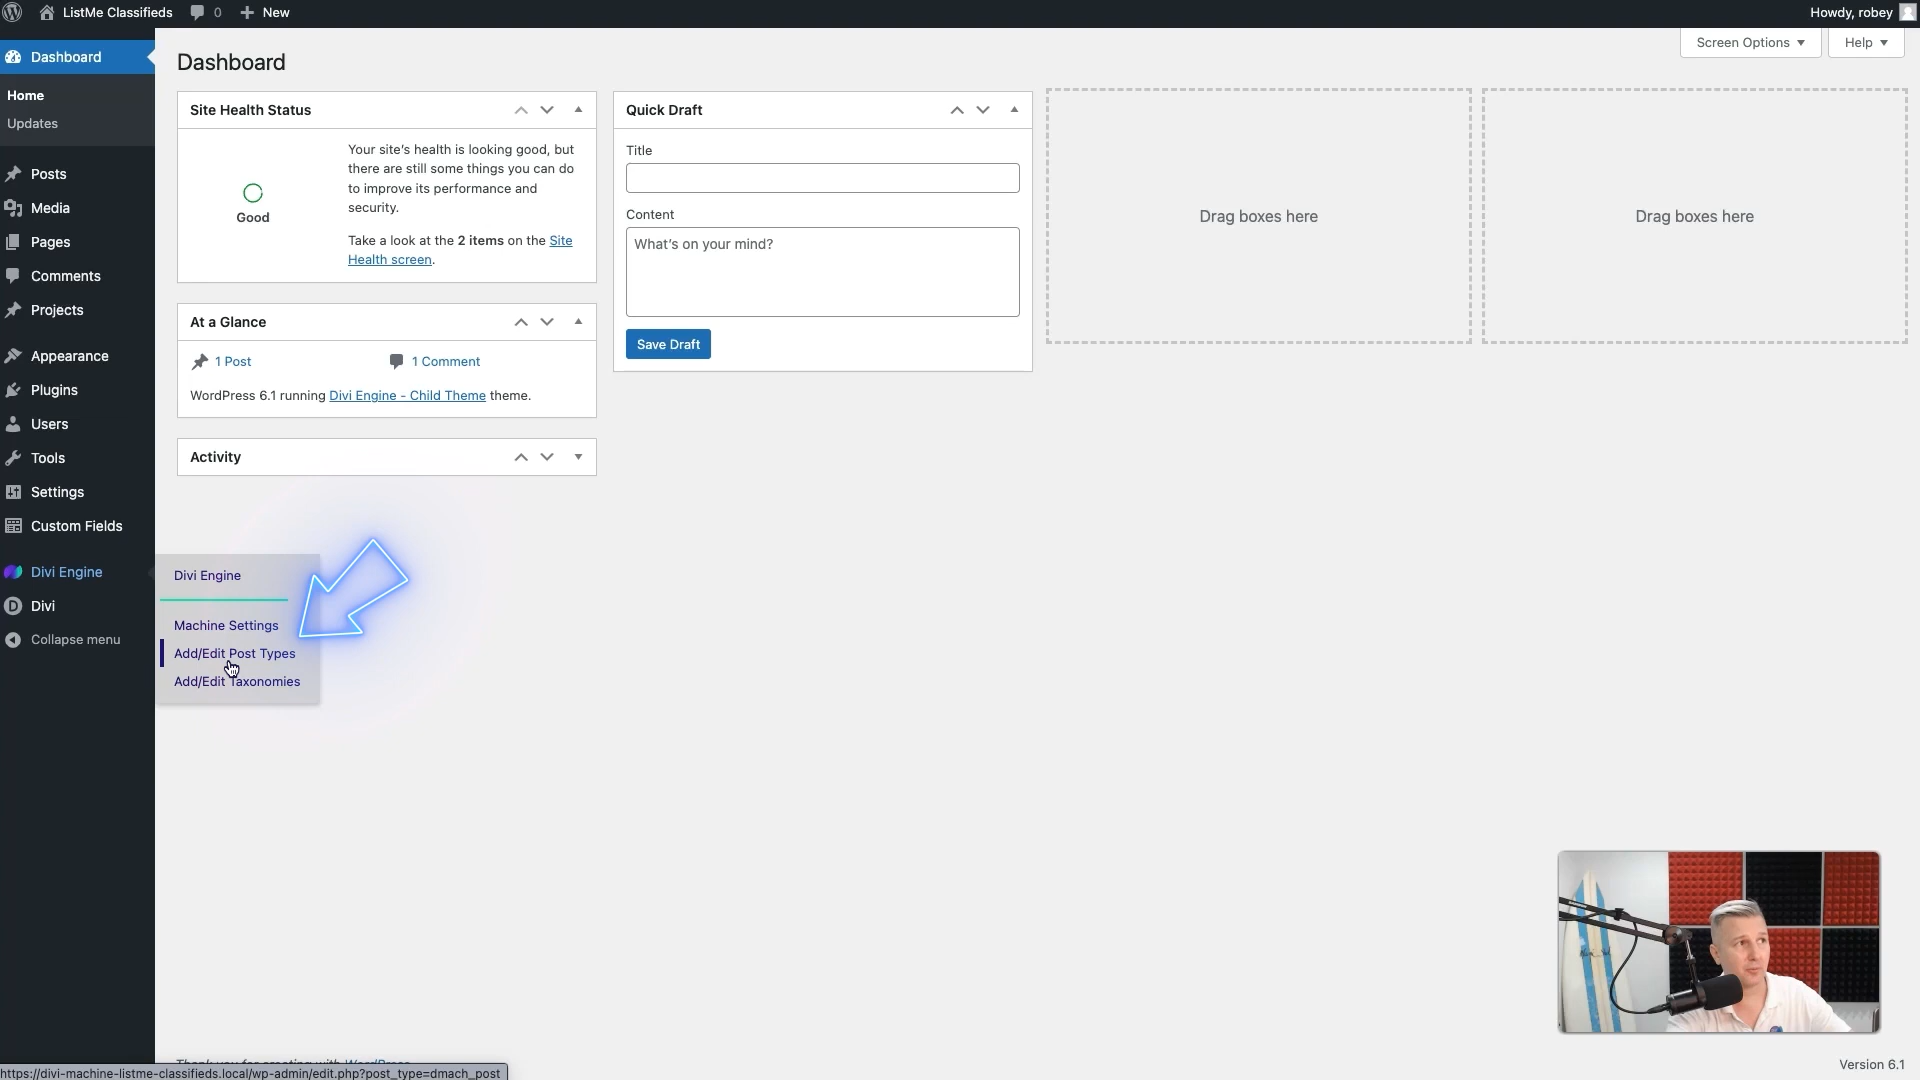 ListMe Classifieds
0
New
Howdy, robey
Screen Options
Help
Dashboard
Home
Updates
Posts
Media
Pages
Comments
Projects
Appearance
Plugins
Users
Tools
Settings
Custom Fields
Divi Engine
Divi
Collapse menu
Divi Engine
Machine Settings
Add/Edit Post Types
Add/Edit Taxonomies
Dashboard
Site Health Status
Good
Your site's health is looking good, but
there are still some things you can do
to improve its performance and
security.
Take a look at the 2 items on the Site
Health screen.
At a Glance
1 Post
1 Comment
WordPress 6.1 running Divi Engine - Child Theme theme.
Activity
Quick Draft
Title
Content
What's on your mind?
Save Draft
Drag boxes here
Drag boxes here
Thank you for creating with WordPress.
Version 6.1
https://divi-machine-listme-classifieds.local/wp-admin/edit.php?post_type=dmach_post